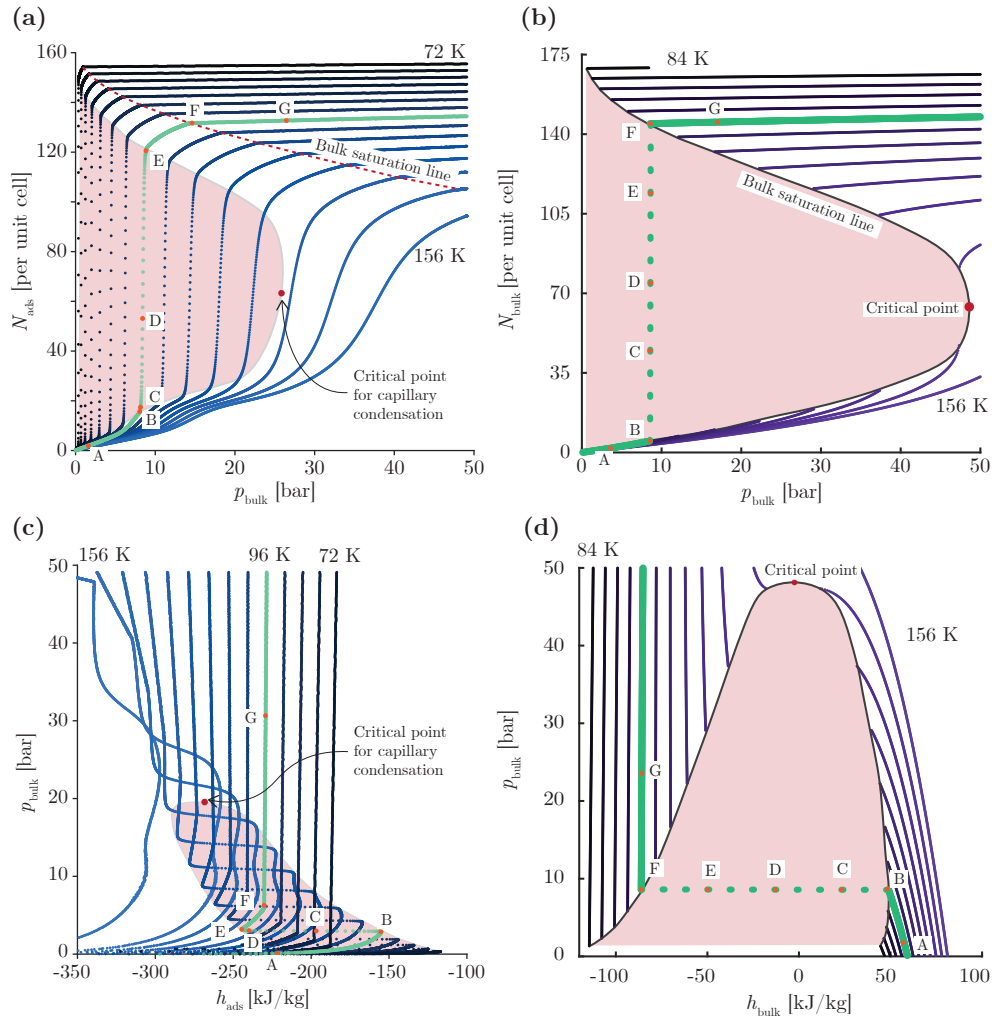 (a)
72 K
160
120
80
40
0
N_ads [per unit cell]
F
G
E
Bulk saturation line
156 K
D
C
B
A
Critical point
for capillary
condensation
0
10
20
30
40
50
p_bulk [bar]
(b)
84 K
175
140
105
70
35
0
N_bulk [per unit cell]
G
F
E
Bulk saturation line
D
Critical point
C
B
A
156 K
0
10
20
30
40
50
p_bulk [bar]
(c)
156 K
96 K
72 K
50
40
30
20
10
0
p_bulk [bar]
G
Critical point
for capillary
condensation
F
E
D
C
B
A
-350
-300
-250
-200
-150
-100
h_ads [kJ/kg]
(d)
84 K
50
40
30
20
10
0
p_bulk [bar]
Critical point
156 K
G
F
E
D
C
B
A
-100
-50
0
50
100
h_bulk [kJ/kg]